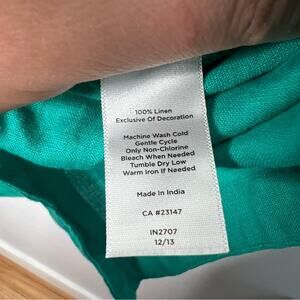 100% Linen
Exclusive Of Decoration
Machine Wash Cold
Gentle Cycle
Only Non-Chlorine
Bleach When Needed
Tumble Dry Low
Warm Iron If Needed
Made In India
CA #23147
IN2707
12/13